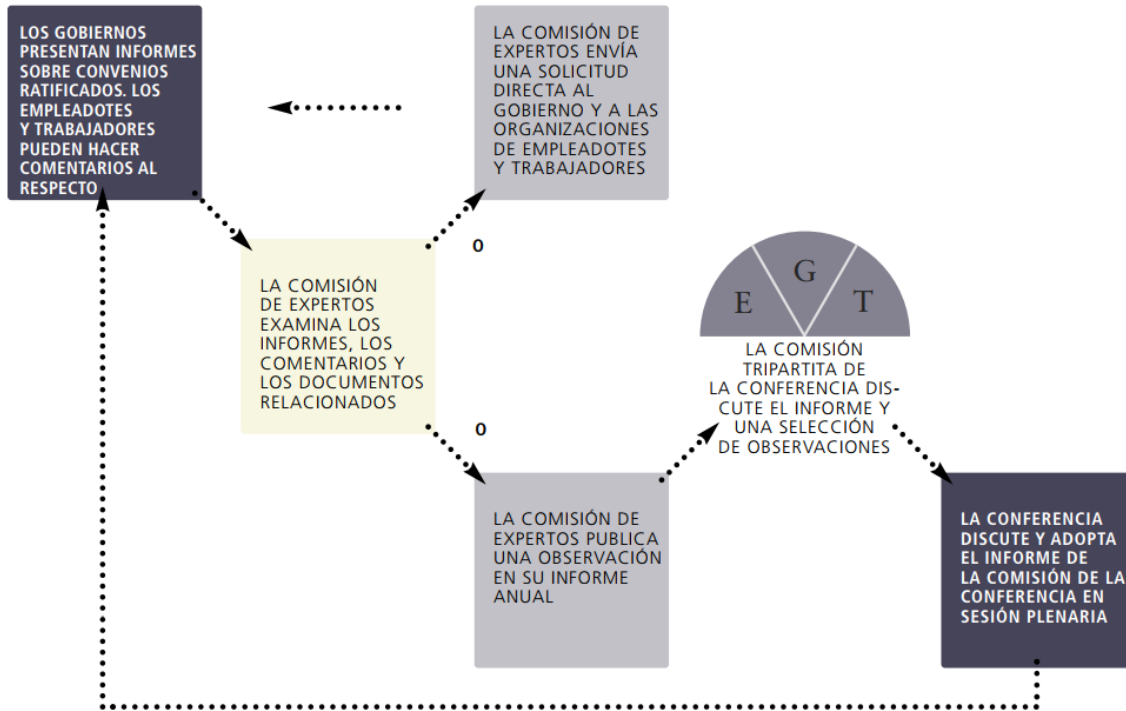 LOS GOBIERNOS
PRESENTAN INFORMES
SOBRE CONVENIOS
RATIFICADOS. LOS
EMPLEADOTES
Y TRABAJADORES
PUEDEN HACER
COMENTARIOS AL
RESPECTO
LA COMISIÓN DE
EXPERTOS ENVÍA
UNA SOLICITUD
DIRECTA AL
GOBIERNO Y A LAS
ORGANIZACIONES
DE EMPLEADOTES
Y TRABAJADORES
O
LA COMISIÓN
DE EXPERTOS
EXAMINA LOS
INFORMES, LOS
COMENTARIOS Y
LOS DOCUMENTOS
RELACIONADOS
O
E G T
LA COMISIÓN
TRIPARTITA DE
LA CONFERENCIA DIS-
CUTE EL INFORME Y
UNA SELECCIÓN
DE OBSERVACIONES
LA COMISIÓN DE
EXPERTOS PUBLICA
UNA OBSERVACIÓN
EN SU INFORME
ANUAL
LA CONFERENCIA
DISCUTE Y ADOPTA
EL INFORME DE
LA COMISIÓN DE LA
CONFERENCIA EN
SESIÓN PLENARIA